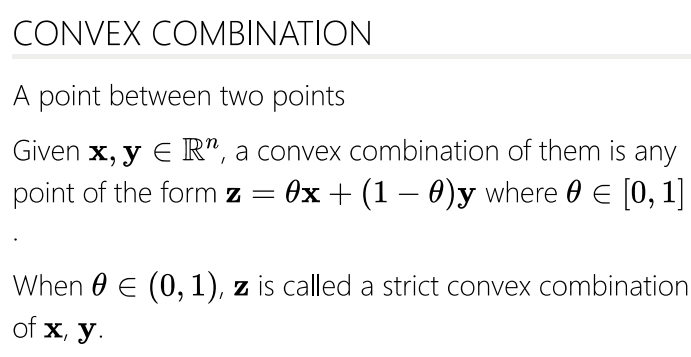 CONVEX COMBINATION
A point between two points
Given x, y ∈ ℝⁿ, a convex combination of them is any
point of the form z = θx + (1 − θ)y where θ ∈ [0, 1]
.
When θ ∈ (0, 1), z is called a strict convex combination
of x, y.